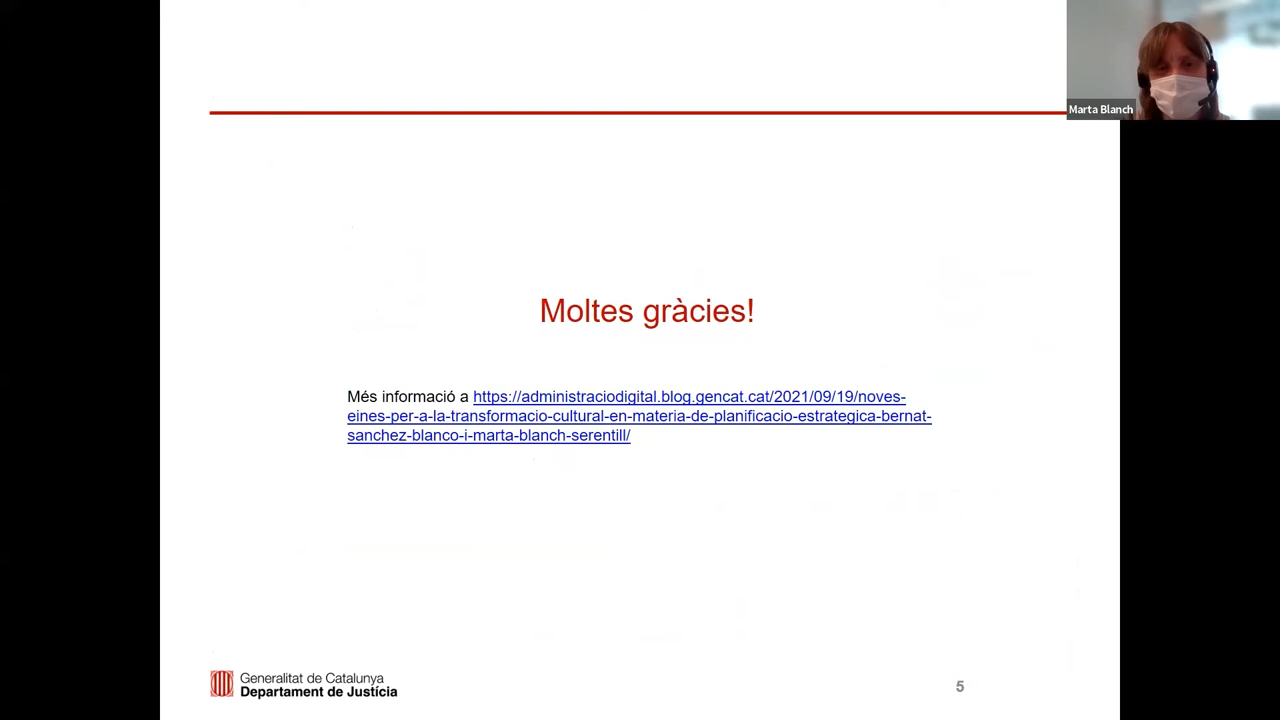 Marta Blanch
Moltes gràcies!
Més informació a https://administraciodigital.blog.gencat.cat/2021/09/19/noves-
eines-per-a-la-transformacio-cultural-en-materia-de-planificacio-estrategica-bernat-
sanchez-blanco-i-marta-blanch-serentill/
Generalitat de Catalunya
Departament de Justícia
5